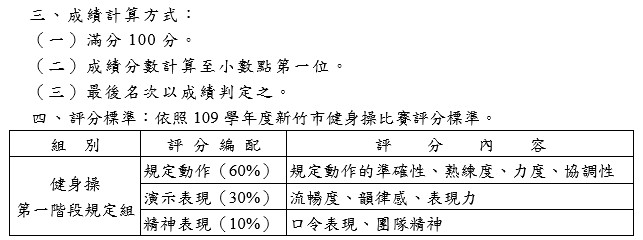 三、成績計算方式：
（一）滿分 100 分。
（二）成績分數計算至小數點第一位。
（三）最後名次以成績判定之。
四、評分標準：依照 109 學年度新竹市健身操比賽評分標準。
組 別 評 分 編 配 評 分 內 容
健身操
第一階段規定組
規定動作（60%） 規定動作的準確性、熟練度、力度、協調性
演示表現（30%） 流暢度、韻律感、表現力
精神表現（10%） 口令表現、團隊精神